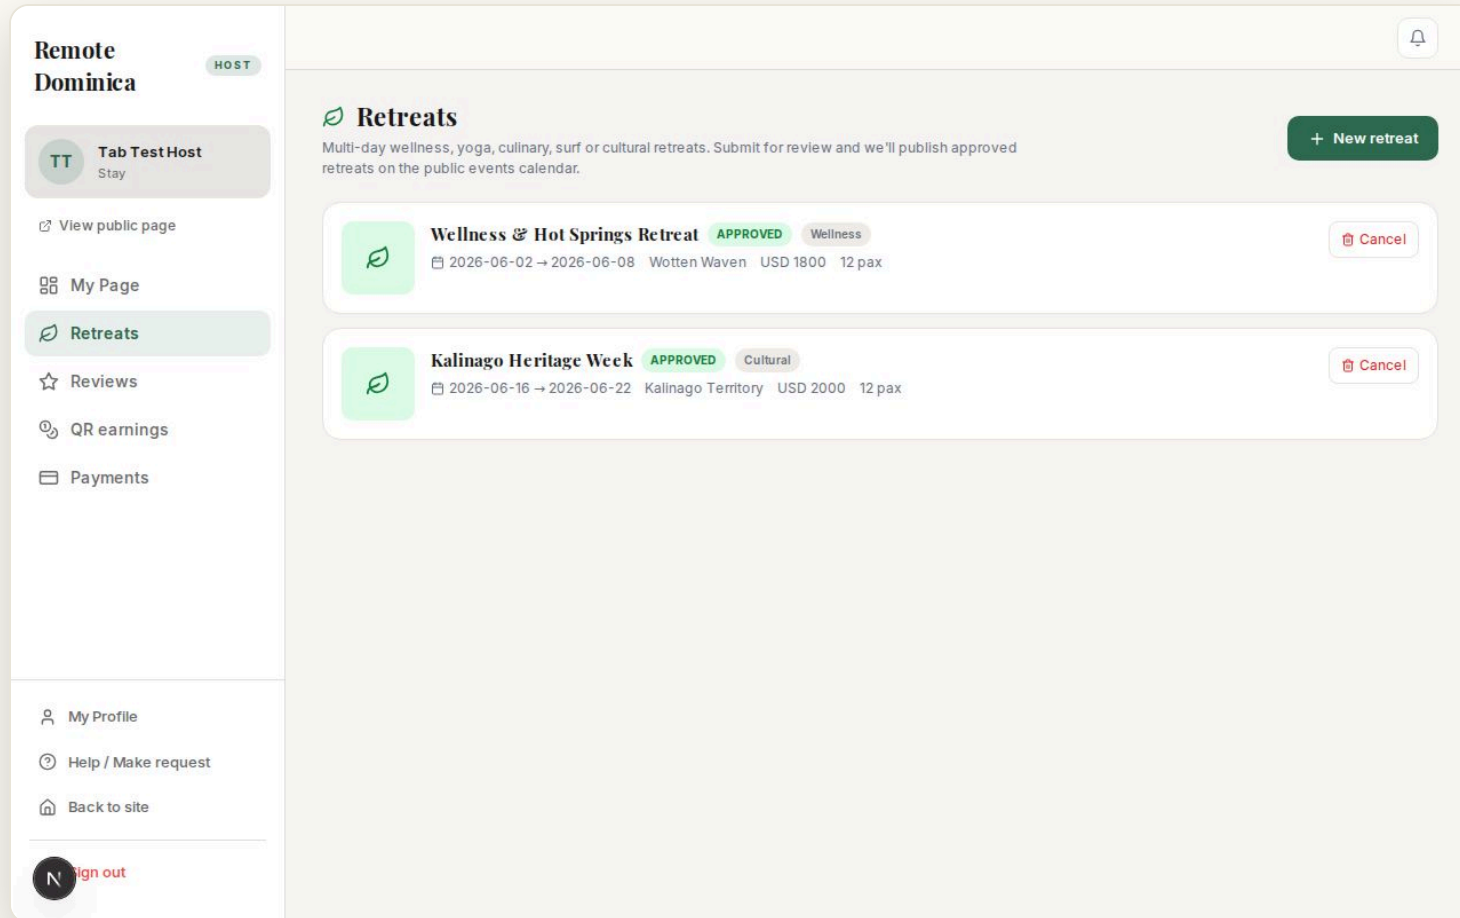 Remote
Dominica
HOST
TT
Tab Test Host
Stay
View public page
My Page
Retreats
Reviews
QR earnings
Payments
My Profile
Help / Make request
Back to site
N
ign out
Retreats
Multi-day wellness, yoga, culinary, surf or cultural retreats. Submit for review and we'll publish approved
retreats on the public events calendar.
+ New retreat
Wellness & Hot Springs Retreat APPROVED Wellness
2026-06-02 → 2026-06-08 Wotten Waven USD 1800 12 pax
Cancel
Kalinago Heritage Week APPROVED Cultural
2026-06-16 → 2026-06-22 Kalinago Territory USD 2000 12 pax
Cancel